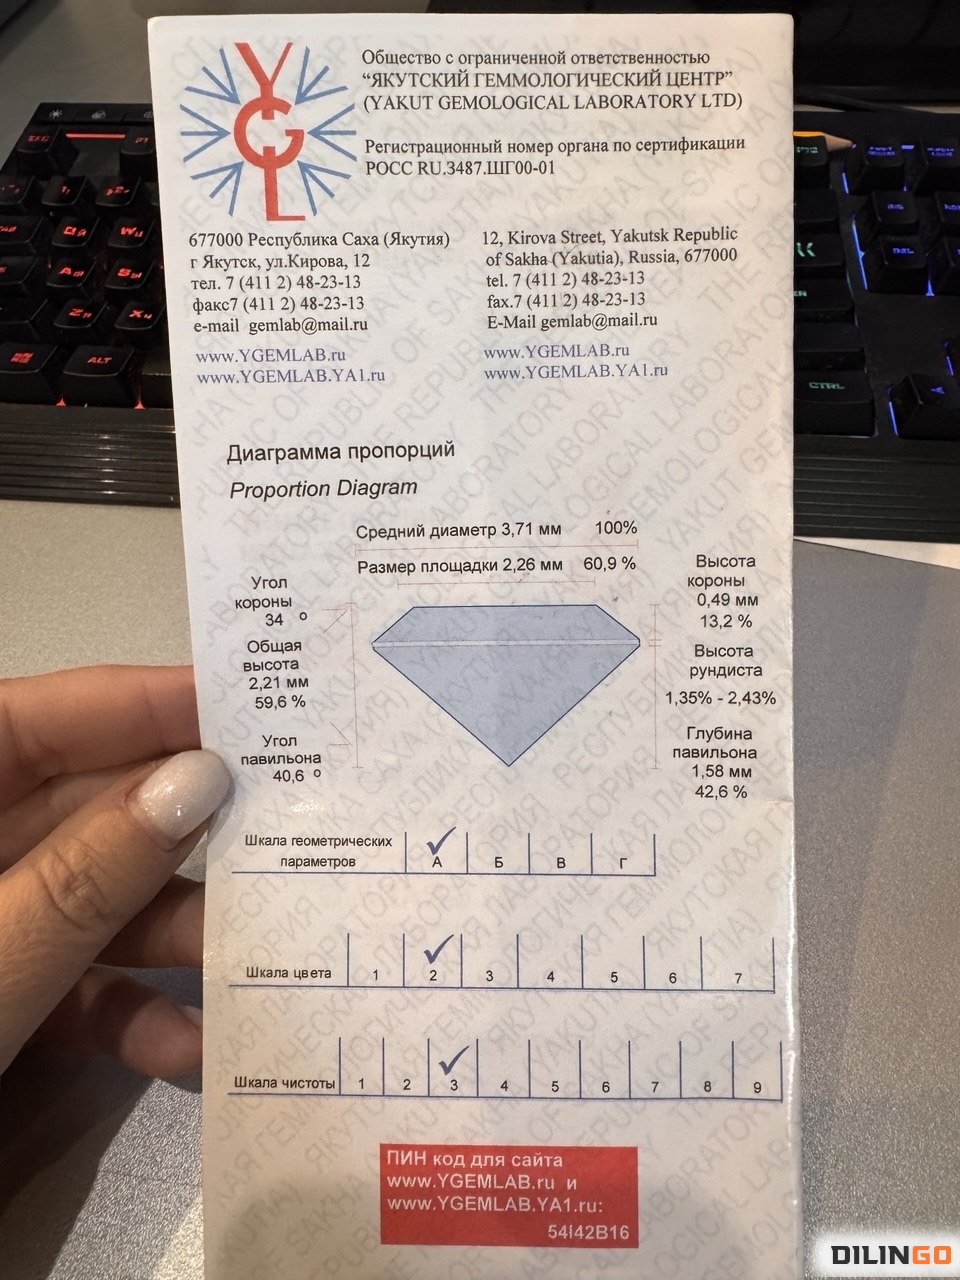 YGL
Общество с ограниченной ответственностью
“ЯКУТСКИЙ ГЕММОЛОГИЧЕСКИЙ ЦЕНТР”
(YAKUT GEMOLOGICAL LABORATORY LTD)
Регистрационный номер органа по сертификации
РОСС RU.З487.ШГ00-01
677000 Республика Саха (Якутия)
г Якутск, ул.Кирова, 12
тел. 7 (411 2) 48-23-13
факс7 (411 2) 48-23-13
e-mail gemlab@mail.ru
www.YGEMLAB.ru
www.YGEMLAB.YA1.ru
12, Kirova Street, Yakutsk Republic
of Sakha (Yakutia), Russia, 677000
tel. 7 (411 2) 48-23-13
fax.7 (411 2) 48-23-13
E-Mail gemlab@mail.ru
www.YGEMLAB.ru
www.YGEMLAB.YA1.ru
Диаграмма пропорций
Proportion Diagram
Средний диаметр 3,71 мм 100%
Размер площадки 2,26 мм 60,9 %
Угол
короны
34 °
Общая
высота
2,21 мм
59,6 %
Угол
павильона
40,6 °
Высота
короны
0,49 мм
13,2 %
Высота
рундиста
1,35% - 2,43%
Глубина
павильона
1,58 мм
42,6 %
Шкала геометрических
параметров
А Б В Г
Шкала цвета 1 2 3 4 5 6 7
Шкала чистоты 1 2 3 4 5 6 7 8 9
ПИН код для сайта
www.YGEMLAB.ru и
www.YGEMLAB.YA1.ru:
54i42B16
DILINGO